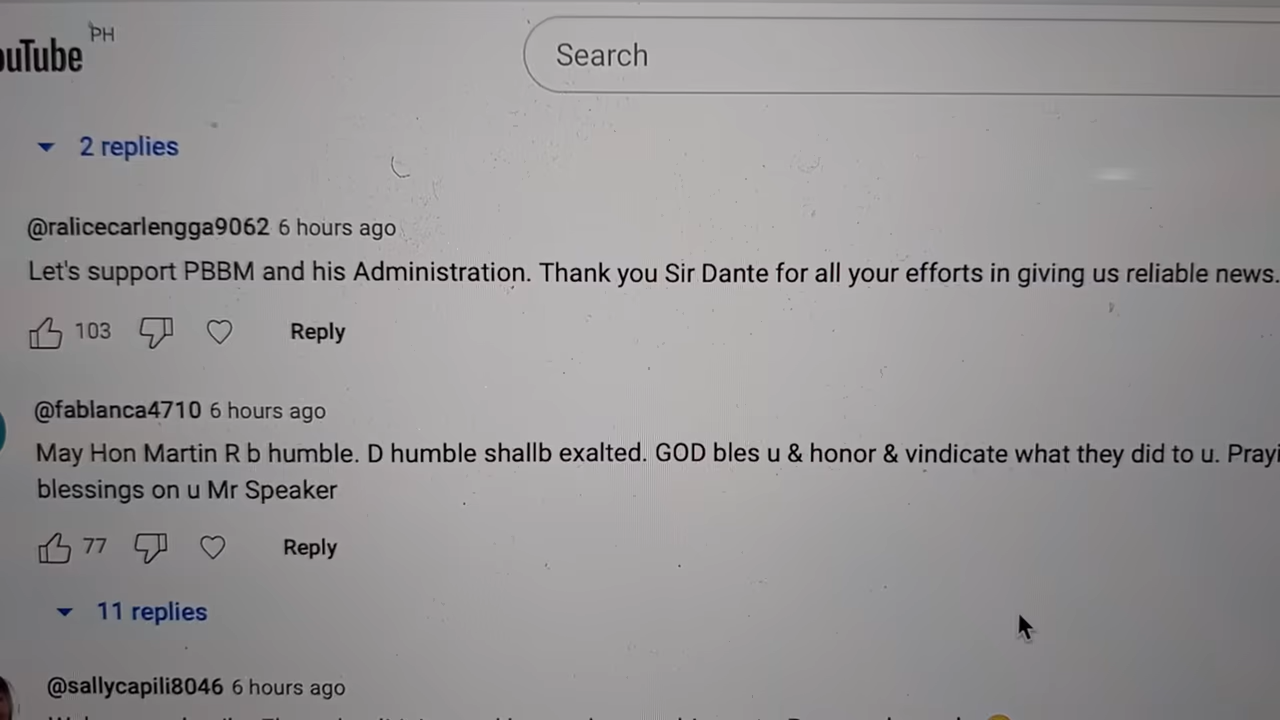 ouTube PH
Search
2 replies
@ralicecarlengga9062 6 hours ago
Let's support PBBM and his Administration. Thank you Sir Dante for all your efforts in giving us reliable news.
103
Reply
@fablanca4710 6 hours ago
May Hon Martin R b humble. D humble shallb exalted. GOD bles u & honor & vindicate what they did to u. Prayi
blessings on u Mr Speaker
77
Reply
11 replies
@sallycapili8046 6 hours ago